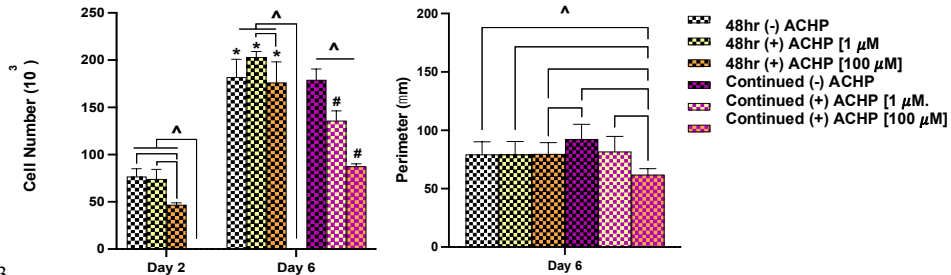 250
200
150
100
50
0
Cell Number (10 3)
^
^
* * *
^
#
#
Day 2 Day 6
200
150
100
50
0
Perimeter (mm)
^
Day 6
48hr (-) ACHP
48hr (+) ACHP [1 µM
48hr (+) ACHP [100 µM]
Continued (-) ACHP
Continued (+) ACHP [1 µM.
Continued (+) ACHP [100 µM]